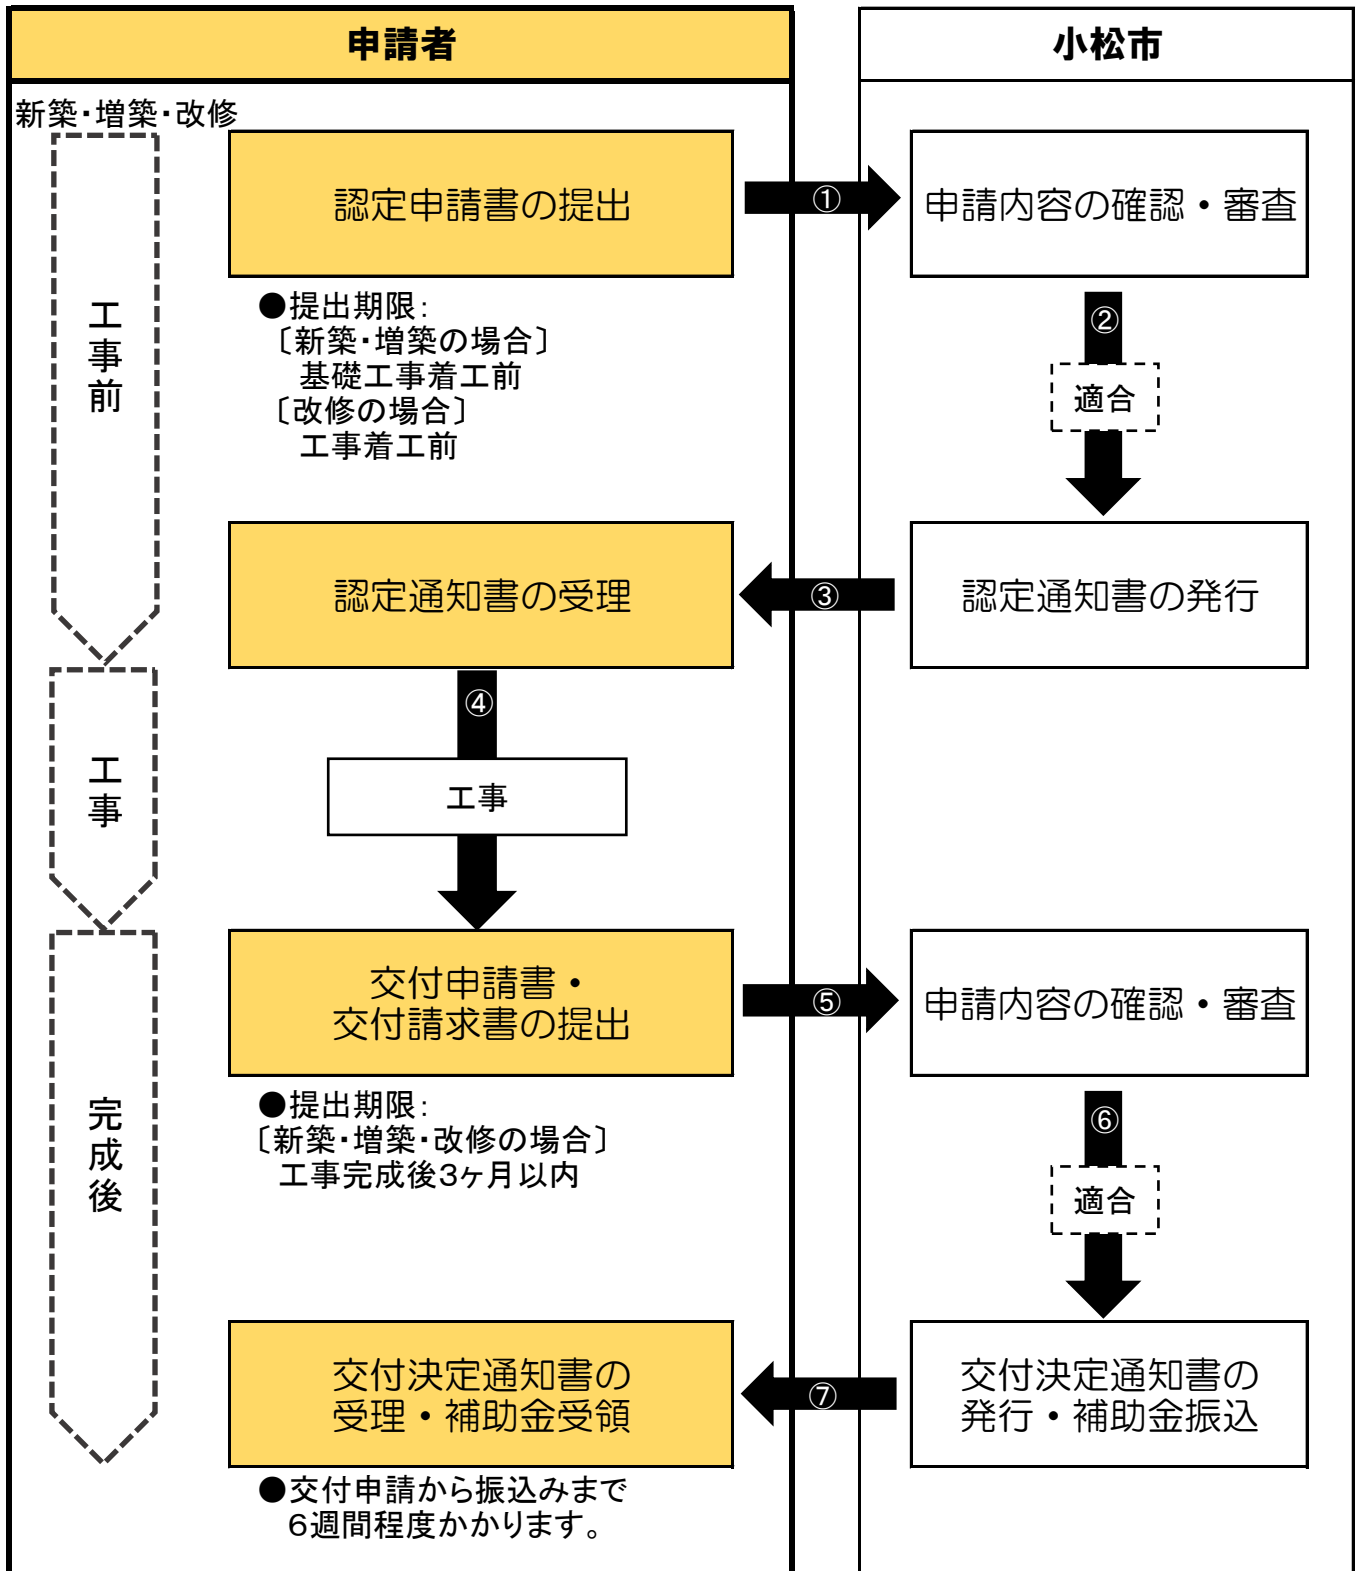 申請者
小松市
新築・増築・改修
工事前
認定申請書の提出
①
申請内容の確認・審査
●提出期限：
〔新築・増築の場合〕
基礎工事着工前
〔改修の場合〕
工事着工前
②
適合
認定通知書の受理
③
認定通知書の発行
工事
④
工事
完成後
交付申請書・
交付請求書の提出
⑤
申請内容の確認・審査
●提出期限：
〔新築・増築・改修の場合〕
工事完成後3ヶ月以内
⑥
適合
交付決定通知書の
受理・補助金受領
⑦
交付決定通知書の
発行・補助金振込
●交付申請から振込みまで
6週間程度かかります。